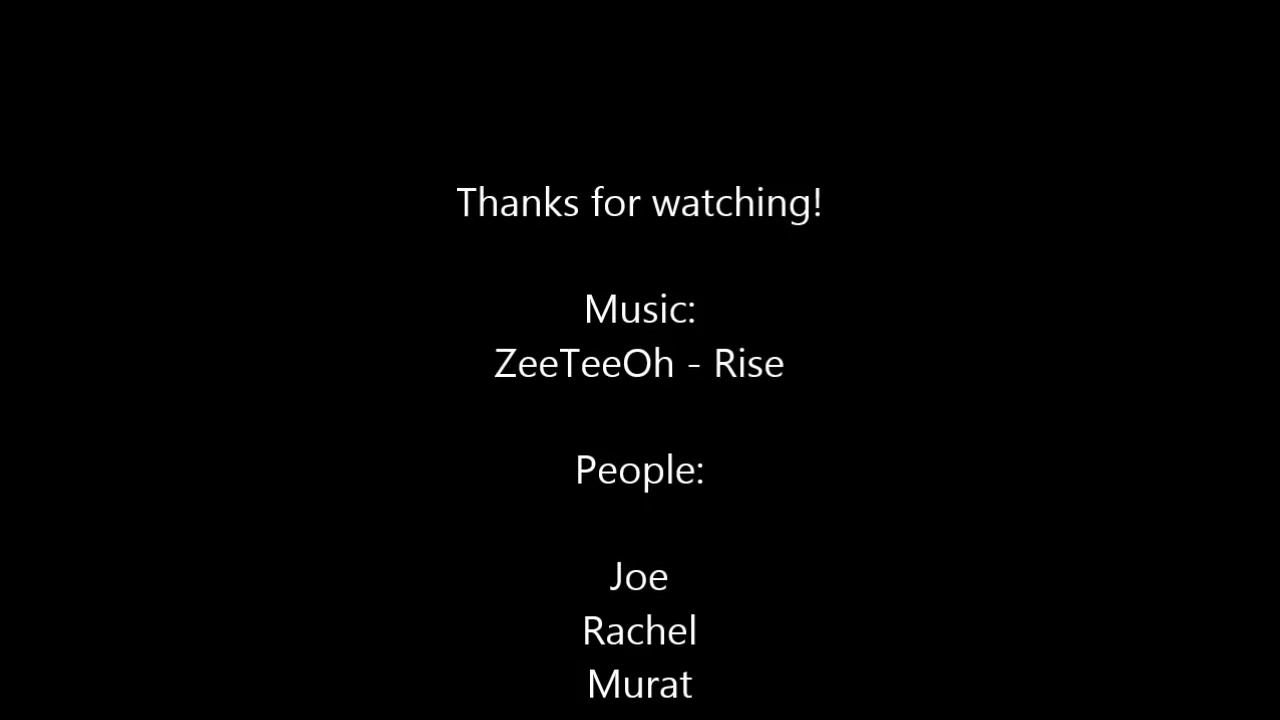 Thanks for watching!
Music:
ZeeTeeOh - Rise
People:
Joe
Rachel
Murat